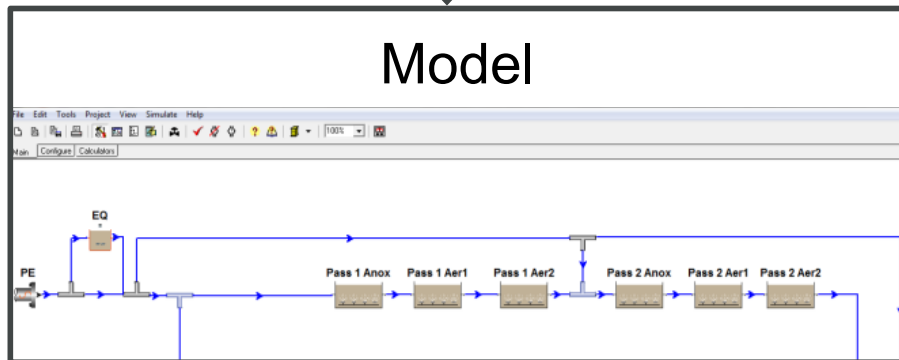 Model
File Edit Tools Project View Simulate Help
100%
Main Configure Calculators
EQ
PE
Pass 1 Anox Pass 1 Aer1 Pass 1 Aer2 Pass 2 Anox Pass 2 Aer1 Pass 2 Aer2